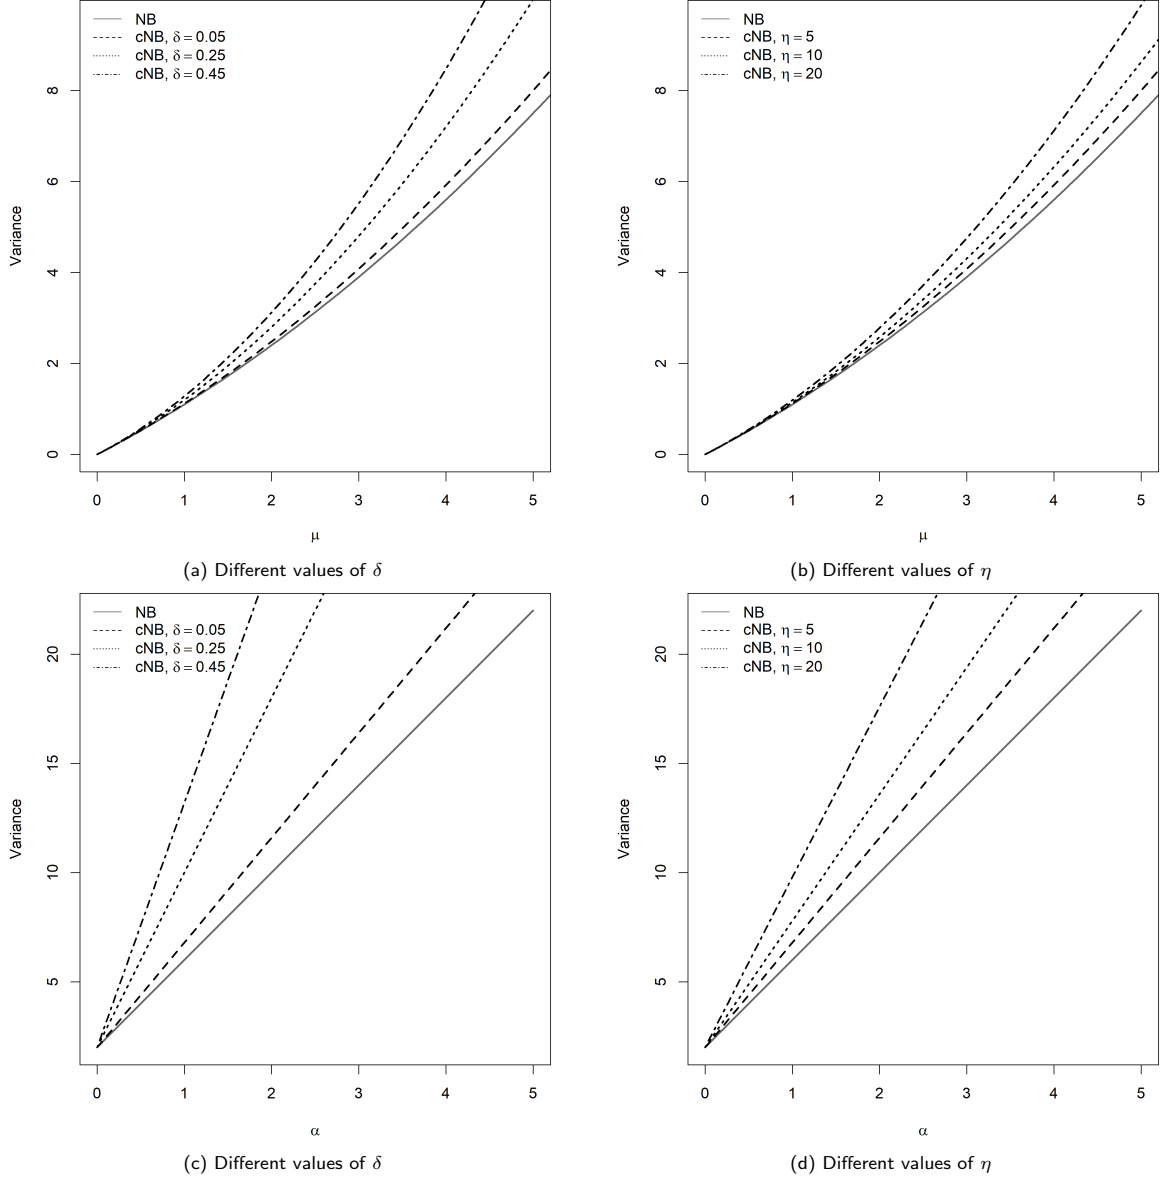 NB
cNB, δ = 0.05
cNB, δ = 0.25
cNB, δ = 0.45
Variance
8
6
4
2
0
0 1 2 3 4 5
μ
(a) Different values of δ
NB
cNB, η = 5
cNB, η = 10
cNB, η = 20
Variance
8
6
4
2
0
0 1 2 3 4 5
μ
(b) Different values of η
NB
cNB, δ = 0.05
cNB, δ = 0.25
cNB, δ = 0.45
Variance
20
15
10
5
0 1 2 3 4 5
α
(c) Different values of δ
NB
cNB, η = 5
cNB, η = 10
cNB, η = 20
Variance
20
15
10
5
0 1 2 3 4 5
α
(d) Different values of η